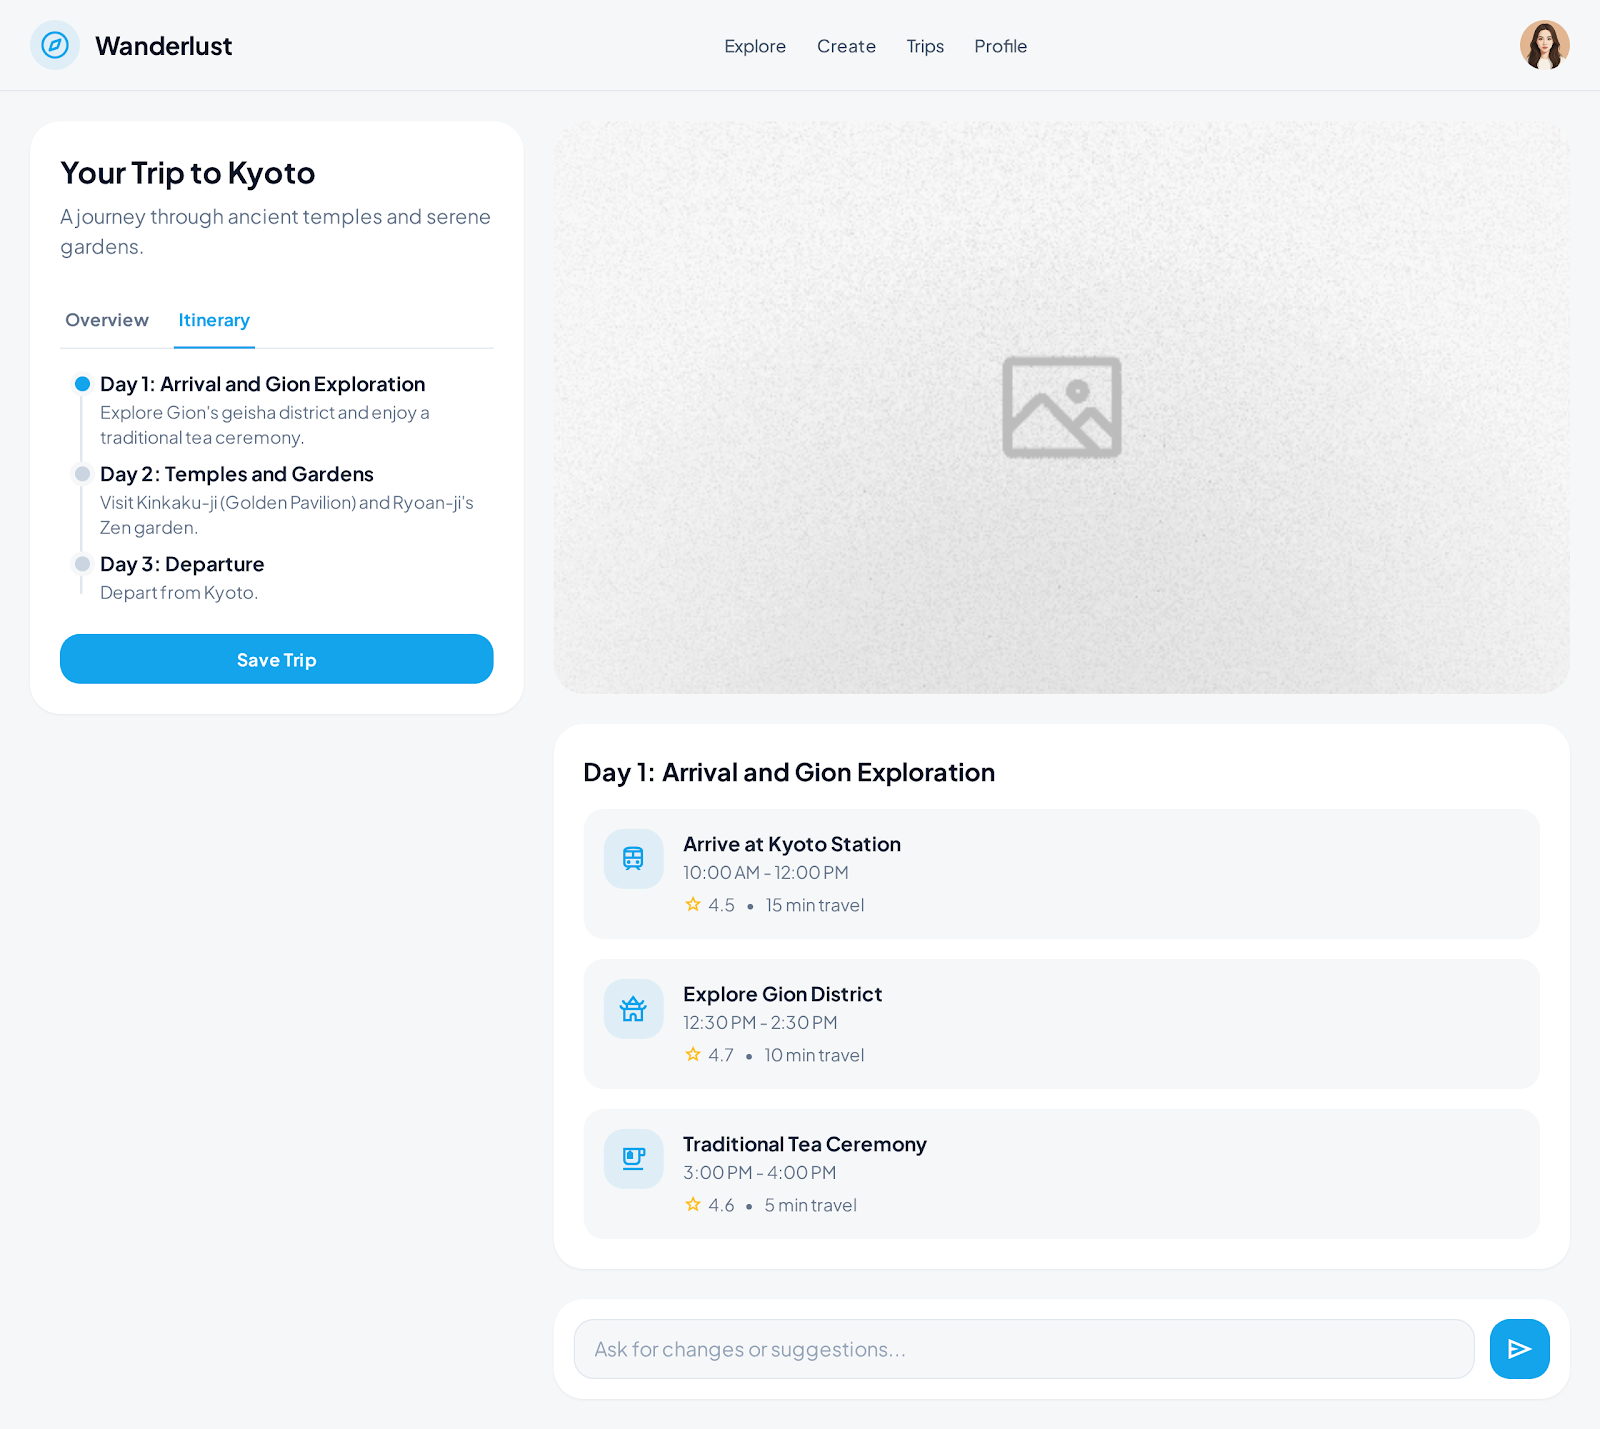 Wanderlust
Explore
Create
Trips
Profile
Your Trip to Kyoto
A journey through ancient temples and serene
gardens.
Overview
Itinerary
Day 1: Arrival and Gion Exploration
Explore Gion's geisha district and enjoy a
traditional tea ceremony.
Day 2: Temples and Gardens
Visit Kinkaku-ji (Golden Pavilion) and Ryoan-ji's
Zen garden.
Day 3: Departure
Depart from Kyoto.
Save Trip
Day 1: Arrival and Gion Exploration
Arrive at Kyoto Station
10:00 AM - 12:00 PM
4.5 • 15 min travel
Explore Gion District
12:30 PM - 2:30 PM
4.7 • 10 min travel
Traditional Tea Ceremony
3:00 PM - 4:00 PM
4.6 • 5 min travel
Ask for changes or suggestions...